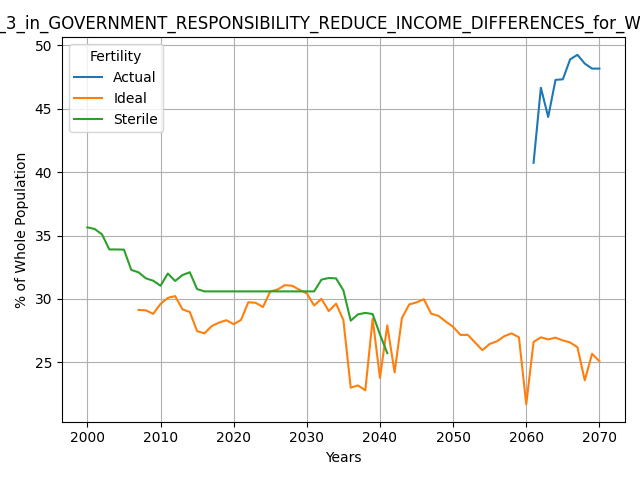 _3_in_GOVERNMENT_RESPONSIBILITY_REDUCE_INCOME_DIFFERENCES_for_W
Fertility
Actual
Ideal
Sterile
% of Whole Population
50
45
40
35
30
25
2000 2010 2020 2030 2040 2050 2060 2070
Years